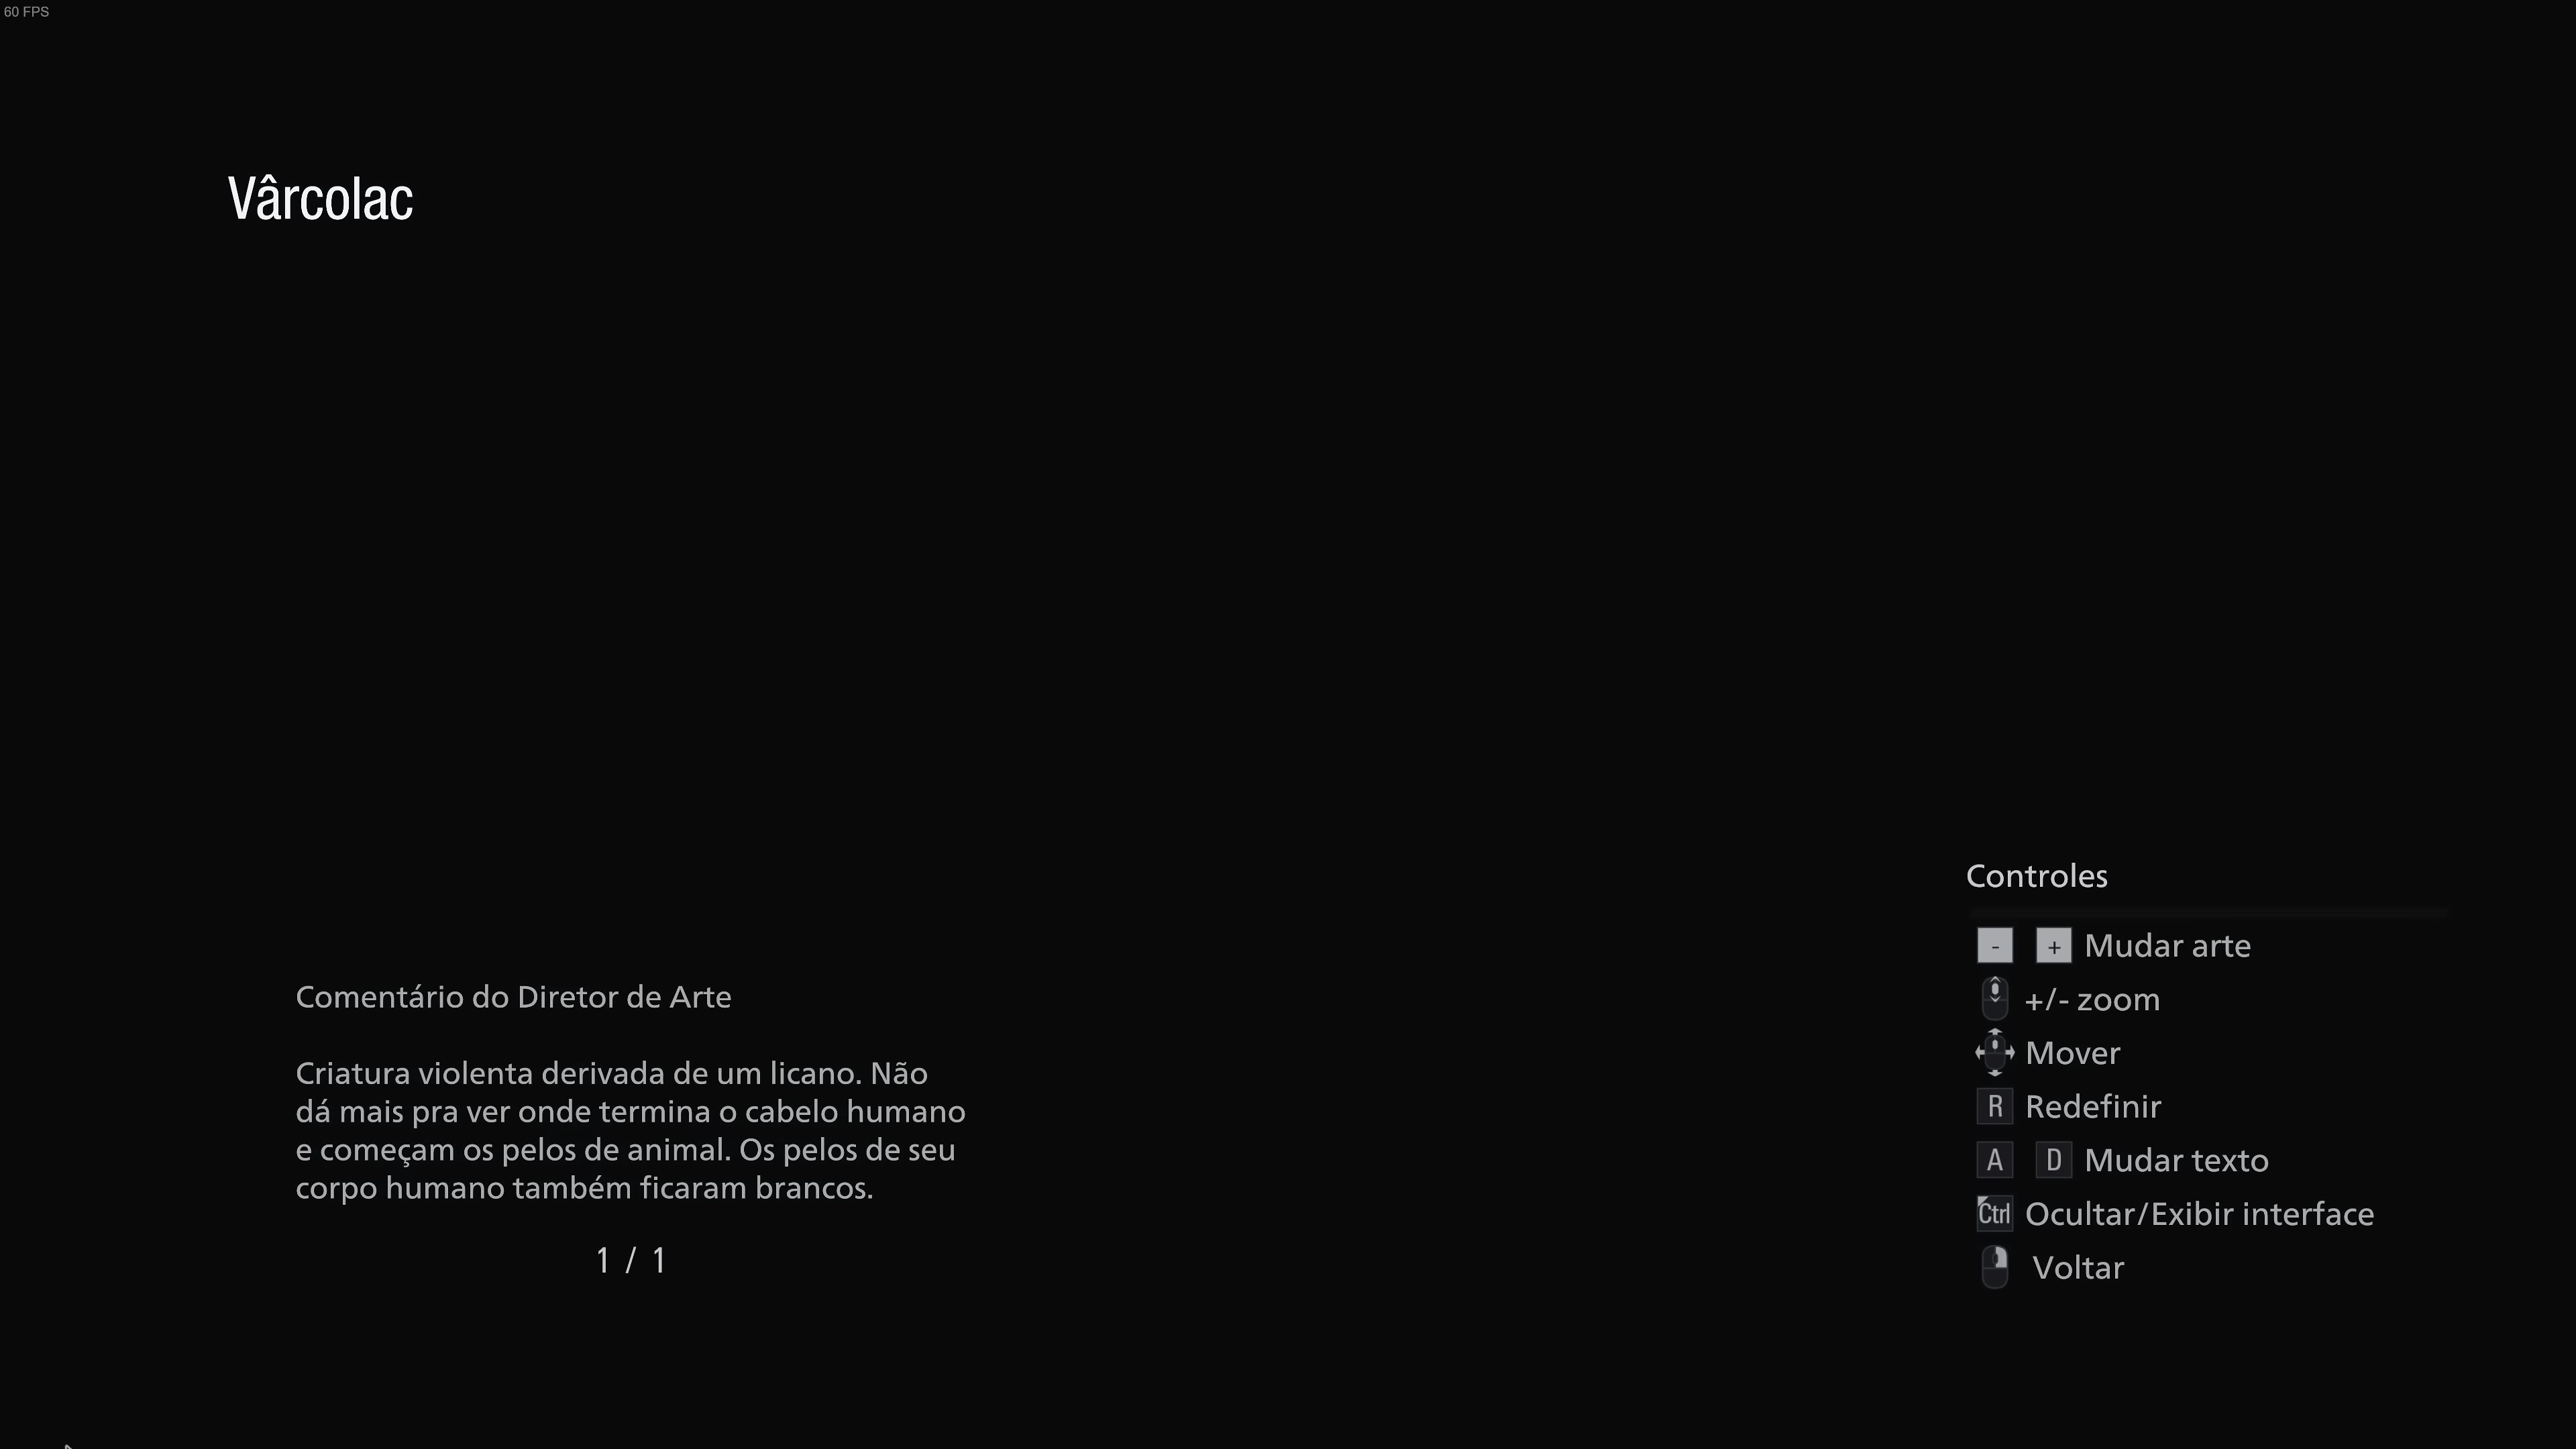 60 FPS
Vârcolac
Comentário do Diretor de Arte
Criatura violenta derivada de um licano. Não
dá mais pra ver onde termina o cabelo humano
e começam os pelos de animal. Os pelos de seu
corpo humano também ficaram brancos.
1 / 1
Controles
- + Mudar arte
+/- zoom
Mover
R Redefinir
A D Mudar texto
Ctrl Ocultar/Exibir interface
Voltar